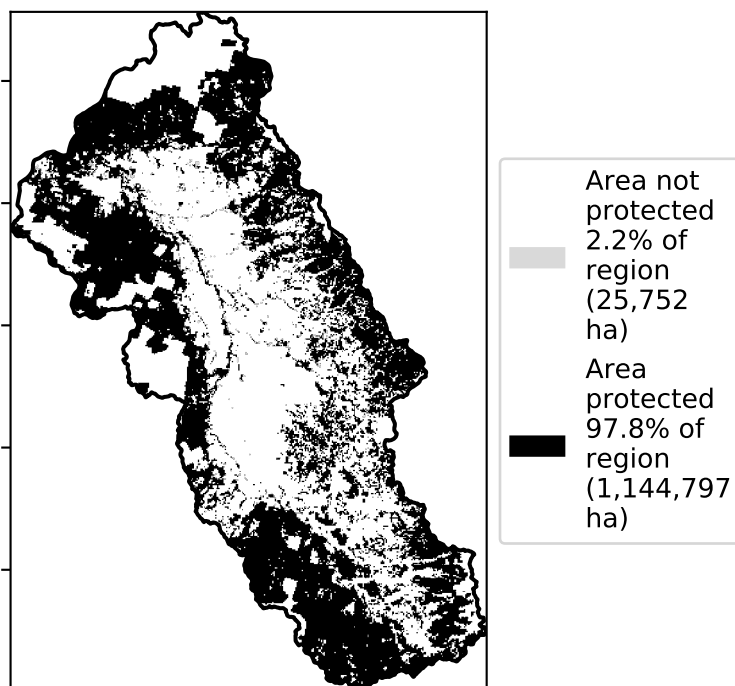 Area not
protected
2.2% of
region
(25,752
ha)
Area
protected
97.8% of
region
(1,144,797
ha)